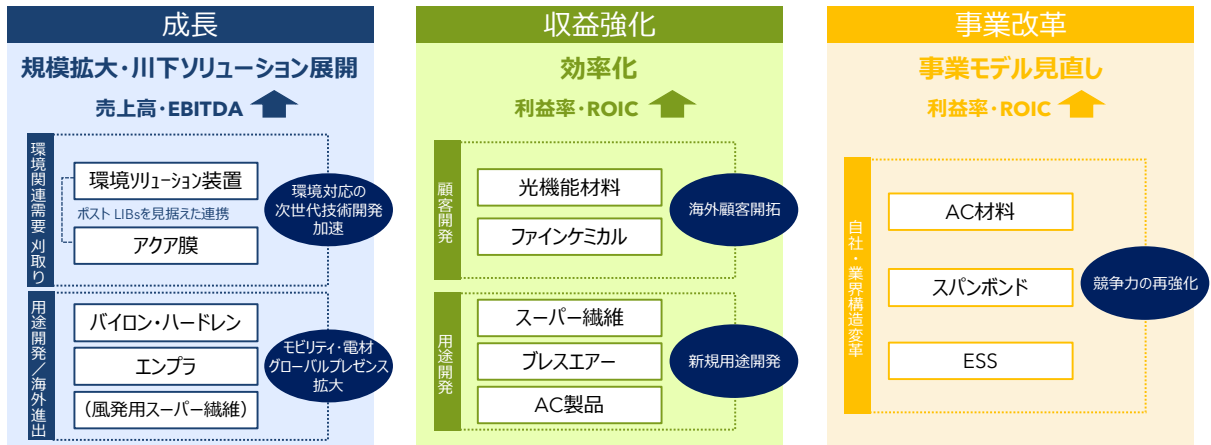 成長
規模拡大・川下ソリューション展開
売上高・EBITDA
環境関連需要 刈取り
環境ソリューション装置
ポスト LIBsを見据えた連携
アクア膜
環境対応の
次世代技術開発
加速
用途開発／海外進出
バイロン・ハードレン
エンプラ
(風発用スーパー繊維)
モビリティ・電材
グローバルプレゼンス
拡大
収益強化
効率化
利益率・ROIC
顧客開発
光機能材料
ファインケミカル
海外顧客開拓
用途開発
スーパー繊維
ブレスエアー
AC製品
新規用途開発
事業改革
事業モデル見直し
利益率・ROIC
自社・業界構造変革
AC材料
スパンボンド
ESS
競争力の再強化